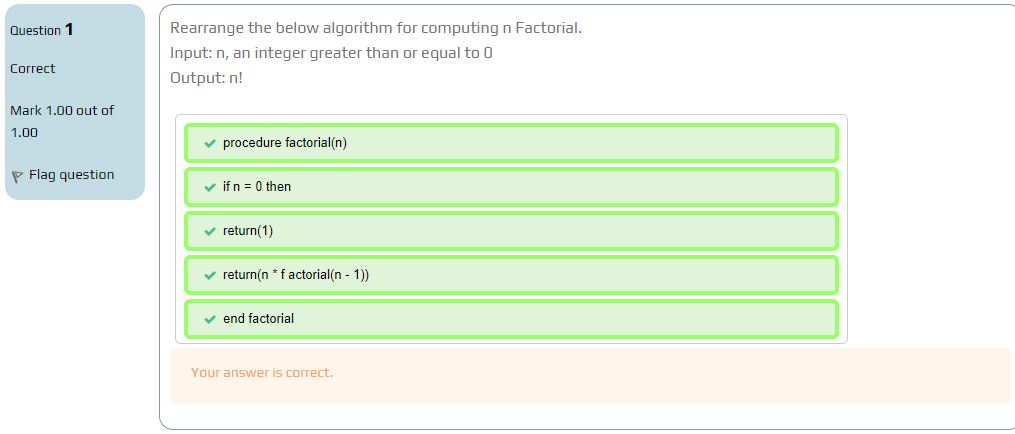 Question 1
Correct
Mark 1.00 out of
1.00
Flag question
Rearrange the below algorithm for computing n Factorial.
Input: n, an integer greater than or equal to 0
Output: n!
procedure factorial(n)
if n = 0 then
return(1)
return(n * f actorial(n - 1))
end factorial
Your answer is correct.